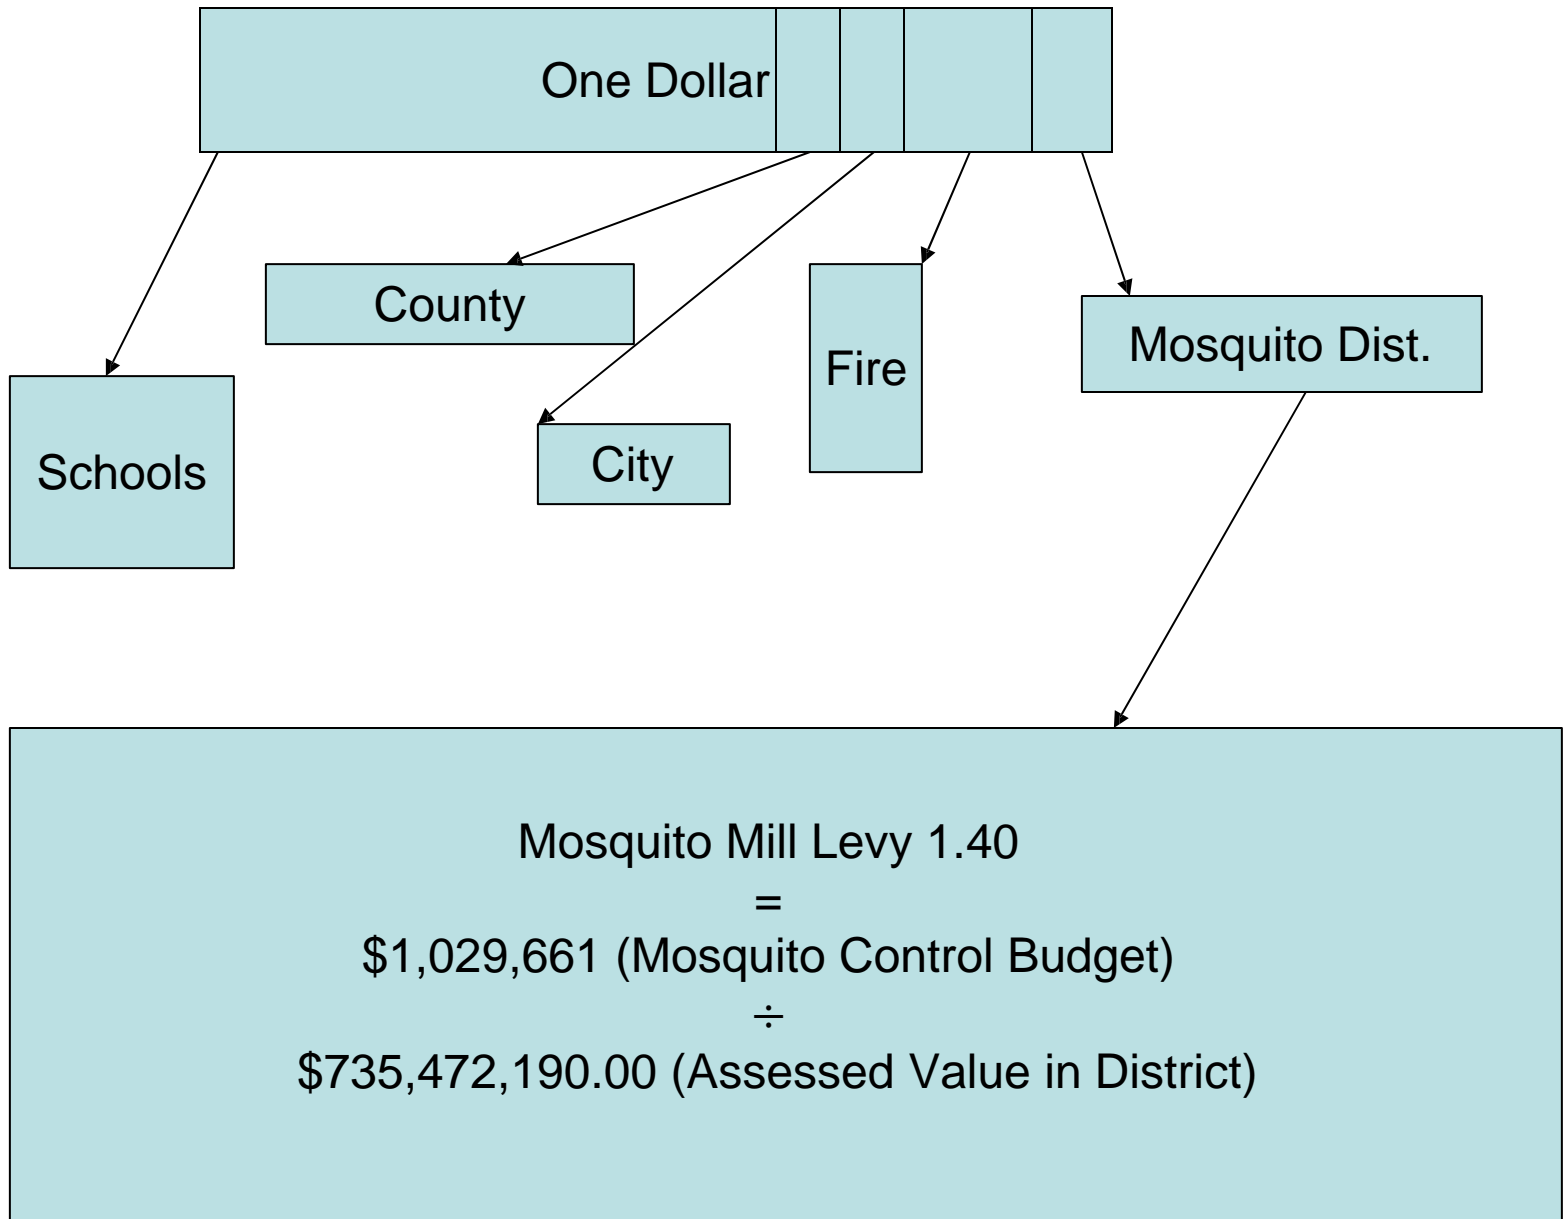 One Dollar
County
Fire
Mosquito Dist.
Schools
City
Mosquito Mill Levy 1.40
=
$1,029,661 (Mosquito Control Budget)
÷
$735,472,190.00 (Assessed Value in District)